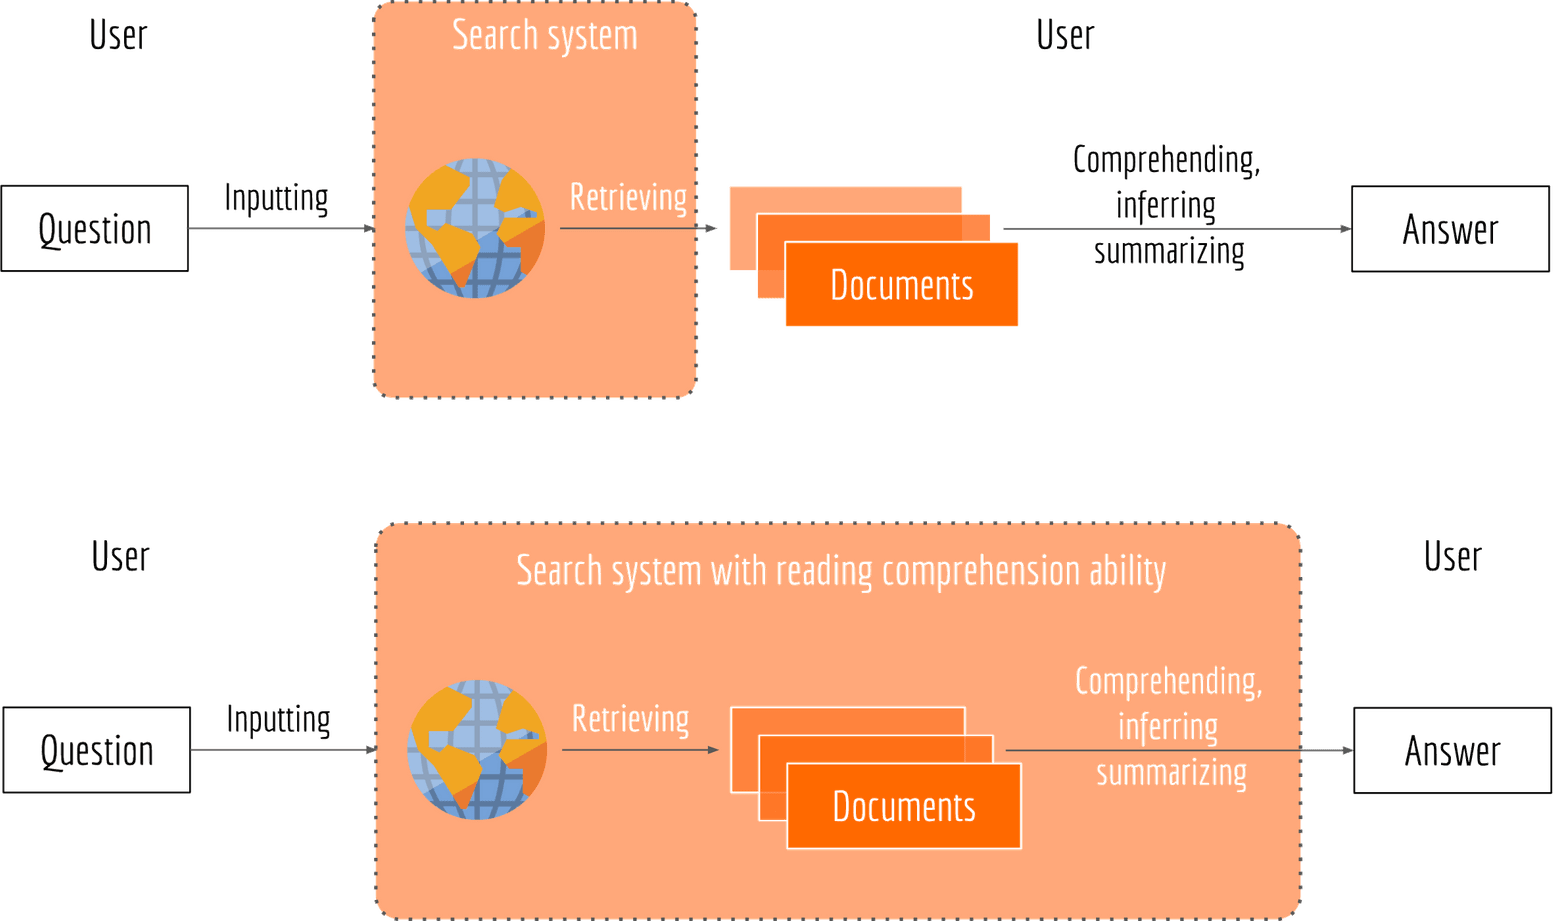 User
Search system
User
Question
Inputting
Retrieving
Documents
Comprehending,
inferring
summarizing
Answer
User
Search system with reading comprehension ability
User
Question
Inputting
Retrieving
Documents
Comprehending,
inferring
summarizing
Answer